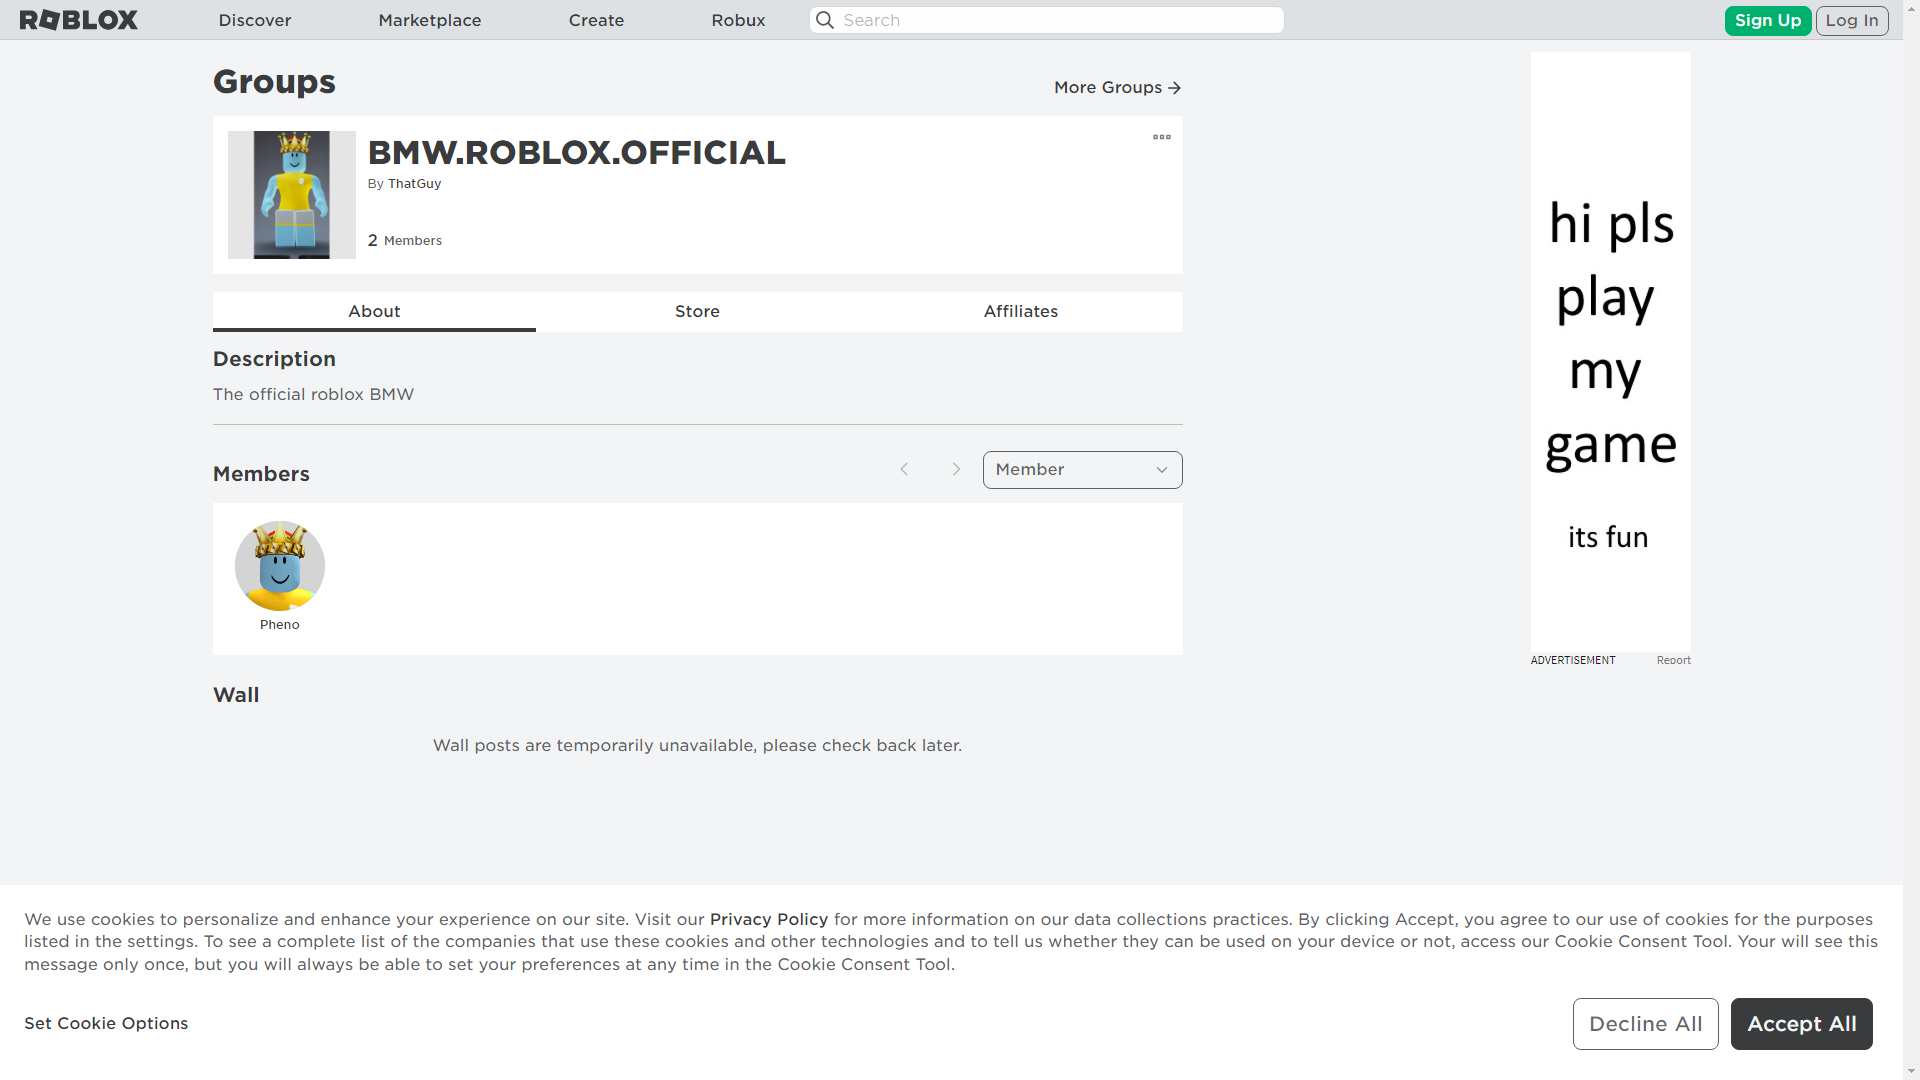 ROBLOX
Discover
Marketplace
Create
Robux
Search
Sign Up
Log In
Groups
More Groups
BMW.ROBLOX.OFFICIAL
By ThatGuy
2 Members
About
Store
Affiliates
Description
The official roblox BMW
Members
Member
Pheno
Wall
Wall posts are temporarily unavailable, please check back later.
hi pls
play
my
game
its fun
ADVERTISEMENT
Report
We use cookies to personalize and enhance your experience on our site. Visit our Privacy Policy for more information on our data collections practices. By clicking Accept, you agree to our use of cookies for the purposes
listed in the settings. To see a complete list of the companies that use these cookies and other technologies and to tell us whether they can be used on your device or not, access our Cookie Consent Tool. Your will see this
message only once, but you will always be able to set your preferences at any time in the Cookie Consent Tool.
Set Cookie Options
Decline All
Accept All